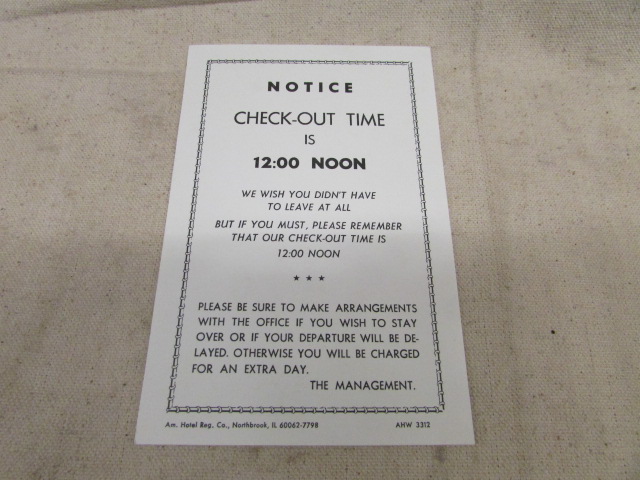 NOTICE
CHECK-OUT TIME
IS
12:00 NOON
WE WISH YOU DIDN'T HAVE
TO LEAVE AT ALL
BUT IF YOU MUST, PLEASE REMEMBER
THAT OUR CHECK-OUT TIME IS
12:00 NOON
★ ★ ★
PLEASE BE SURE TO MAKE ARRANGEMENTS
WITH THE OFFICE IF YOU WISH TO STAY
OVER OR IF YOUR DEPARTURE WILL BE DE-
LAYED. OTHERWISE YOU WILL BE CHARGED
FOR AN EXTRA DAY.
THE MANAGEMENT.
Am. Hotel Reg. Co., Northbrook, IL 60062-7798 AHW 3312